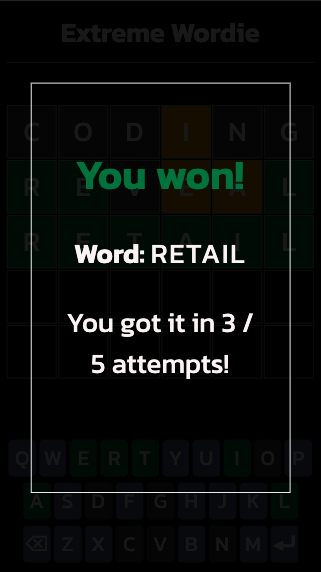 Extreme Wordie
C O D I N G
R E V E A L
You won!
R E T A I L
Word: RETAIL
You got it in 3 /
5 attempts!
Q W E R T Y U I O P
A S D F G H J K L
Z X C V B N M